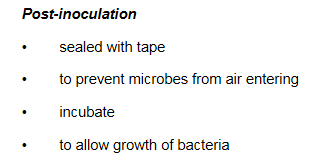 Post-inoculation
• sealed with tape
• to prevent microbes from air entering
• incubate
• to allow growth of bacteria